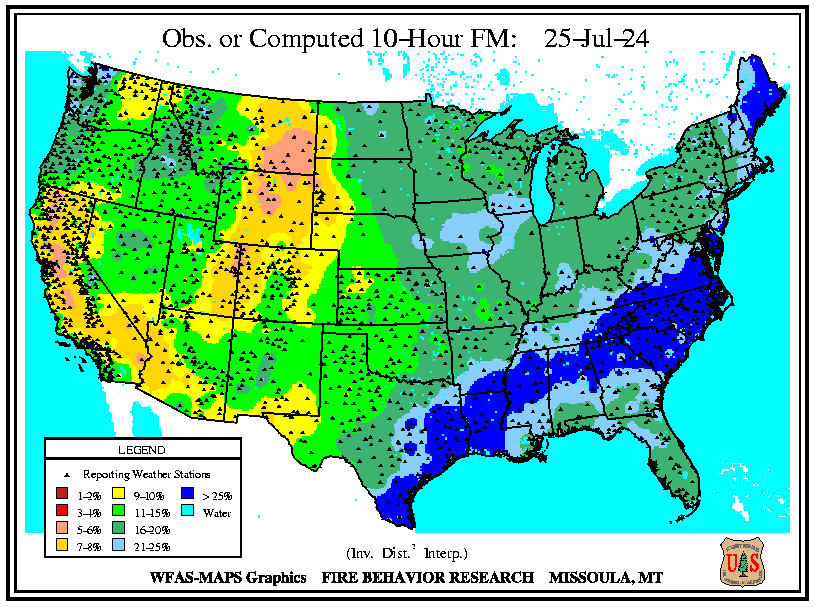 Obs. or Computed 10-Hour FM: 25-Jul-24
LEGEND
Reporting Weather Stations
1-2% 9-10% > 25%
3-4% 11-15% Water
5-6% 16-20%
7-8% 21-25%
(Inv. Dist.² Interp.)
WFAS-MAPS Graphics FIRE BEHAVIOR RESEARCH MISSOULA, MT
U S